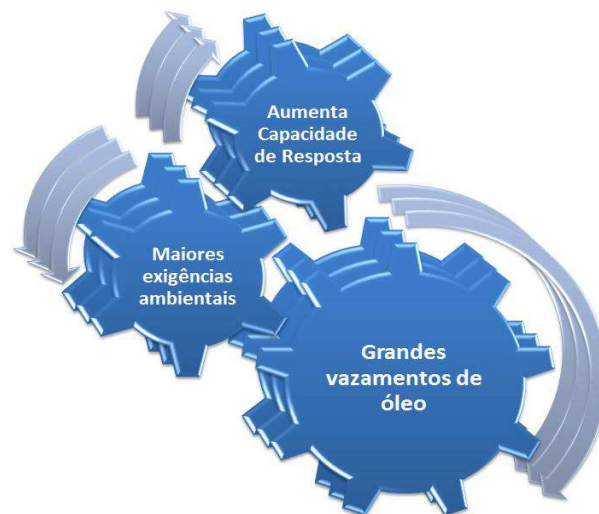 Aumenta
Capacidade
de Resposta
Maiores
exigências
ambientais
Grandes
vazamentos de
óleo